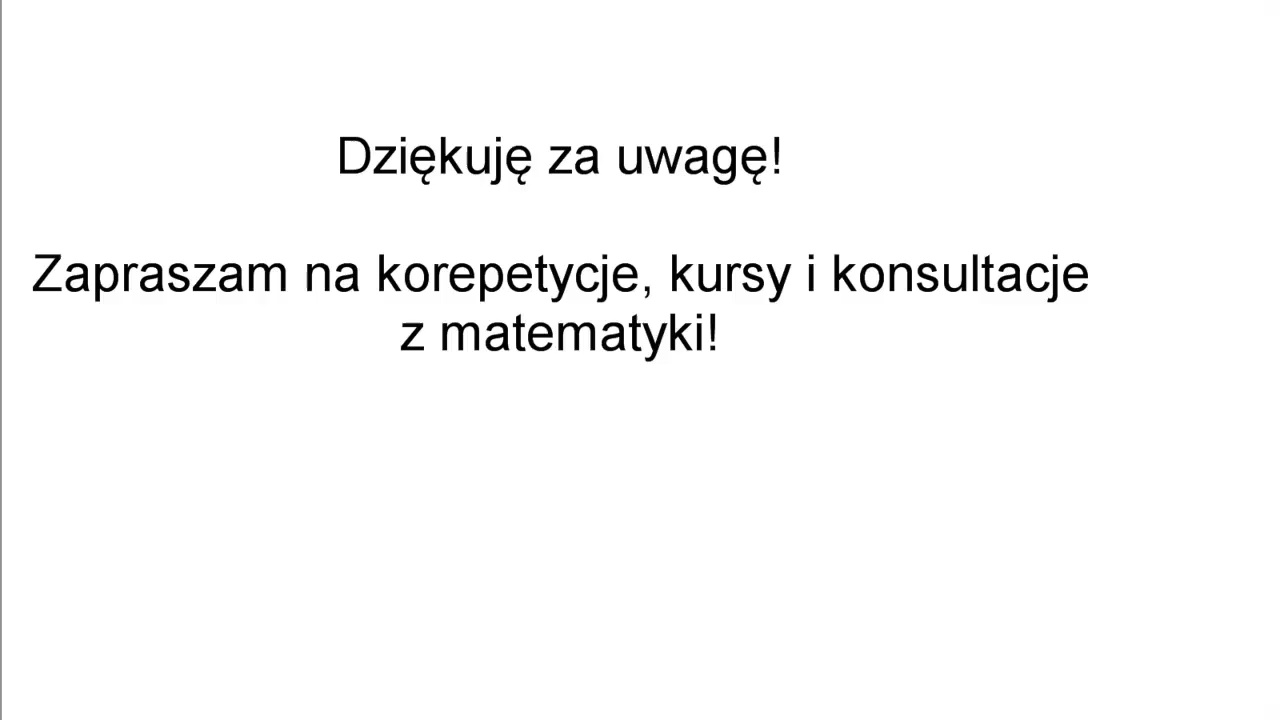 Dziękuję za uwagę!
Zapraszam na korepetycje, kursy i konsultacje
z matematyki!